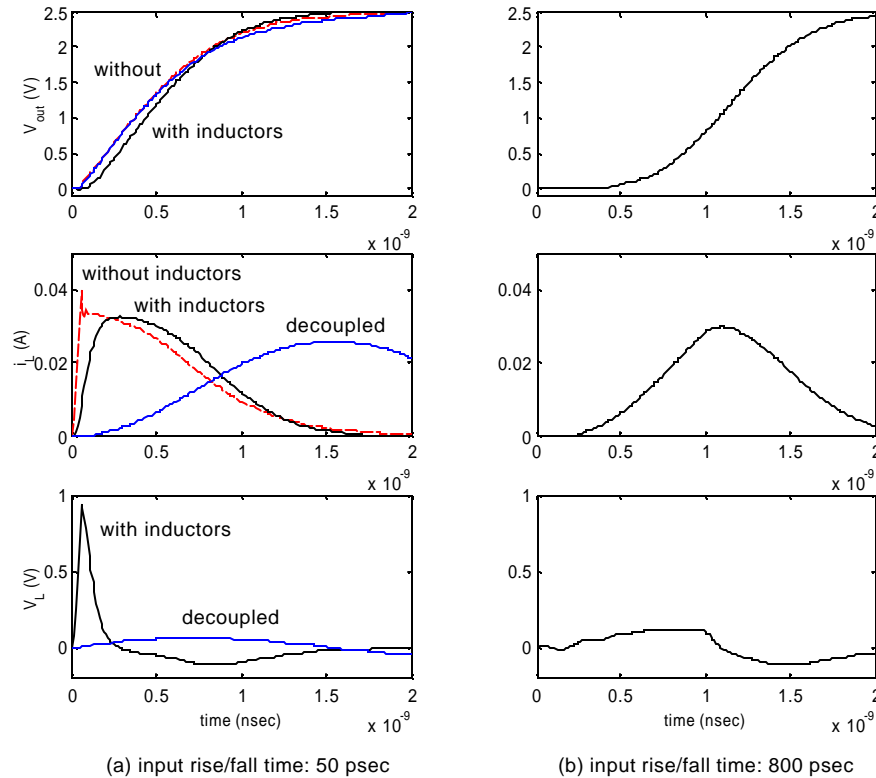 2.5
2
1.5
1
0.5
0
V_out (V)
without
with inductors
0 0.5 1 1.5 2
x 10^-9
2.5
2
1.5
1
0.5
0
0 0.5 1 1.5 2
x 10^-9
0.04
0.02
0
i_L (A)
without inductors
with inductors
decoupled
0 0.5 1 1.5 2
x 10^-9
0.04
0.02
0
0 0.5 1 1.5 2
x 10^-9
1
0.5
0
V_L (V)
with inductors
decoupled
0 0.5 1 1.5 2
time (nsec)
x 10^-9
1
0.5
0
0 0.5 1 1.5 2
time (nsec)
x 10^-9
(a) input rise/fall time: 50 psec
(b) input rise/fall time: 800 psec